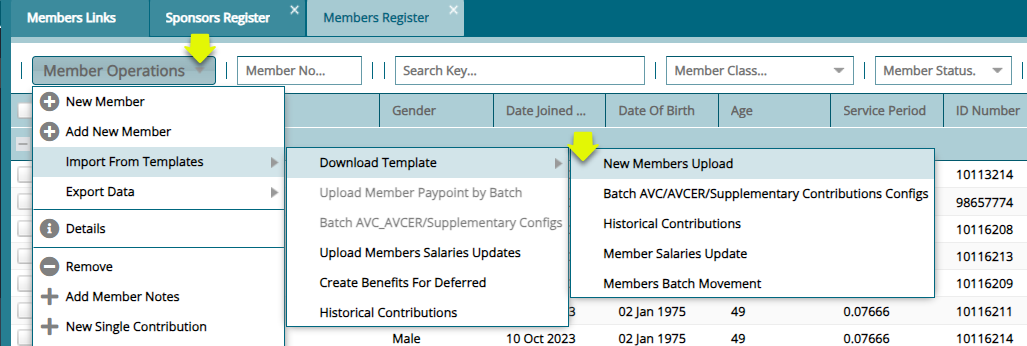 Members Links
Sponsors Register
Members Register
Member Operations
Member No...
Search Key...
Member Class...
Member Status.
Gender
Date Joined ...
Date Of Birth
Age
Service Period
ID Number
New Member
Add New Member
Import From Templates
Export Data
Details
Remove
Add Member Notes
New Single Contribution
Download Template
Upload Member Paypoint by Batch
Batch AVC_AVCER/Supplementary Configs
Upload Members Salaries Updates
Create Benefits For Deferred
Historical Contributions
New Members Upload
Batch AVC/AVCER/Supplementary Contributions Configs
Historical Contributions
Member Salaries Update
Members Batch Movement
10113214
98657774
10116208
10116213
10116209
02 Jan 1975 49 0.07666 10116211
Male 10 Oct 2023 02 Jan 1975 49 0.07666 10116214